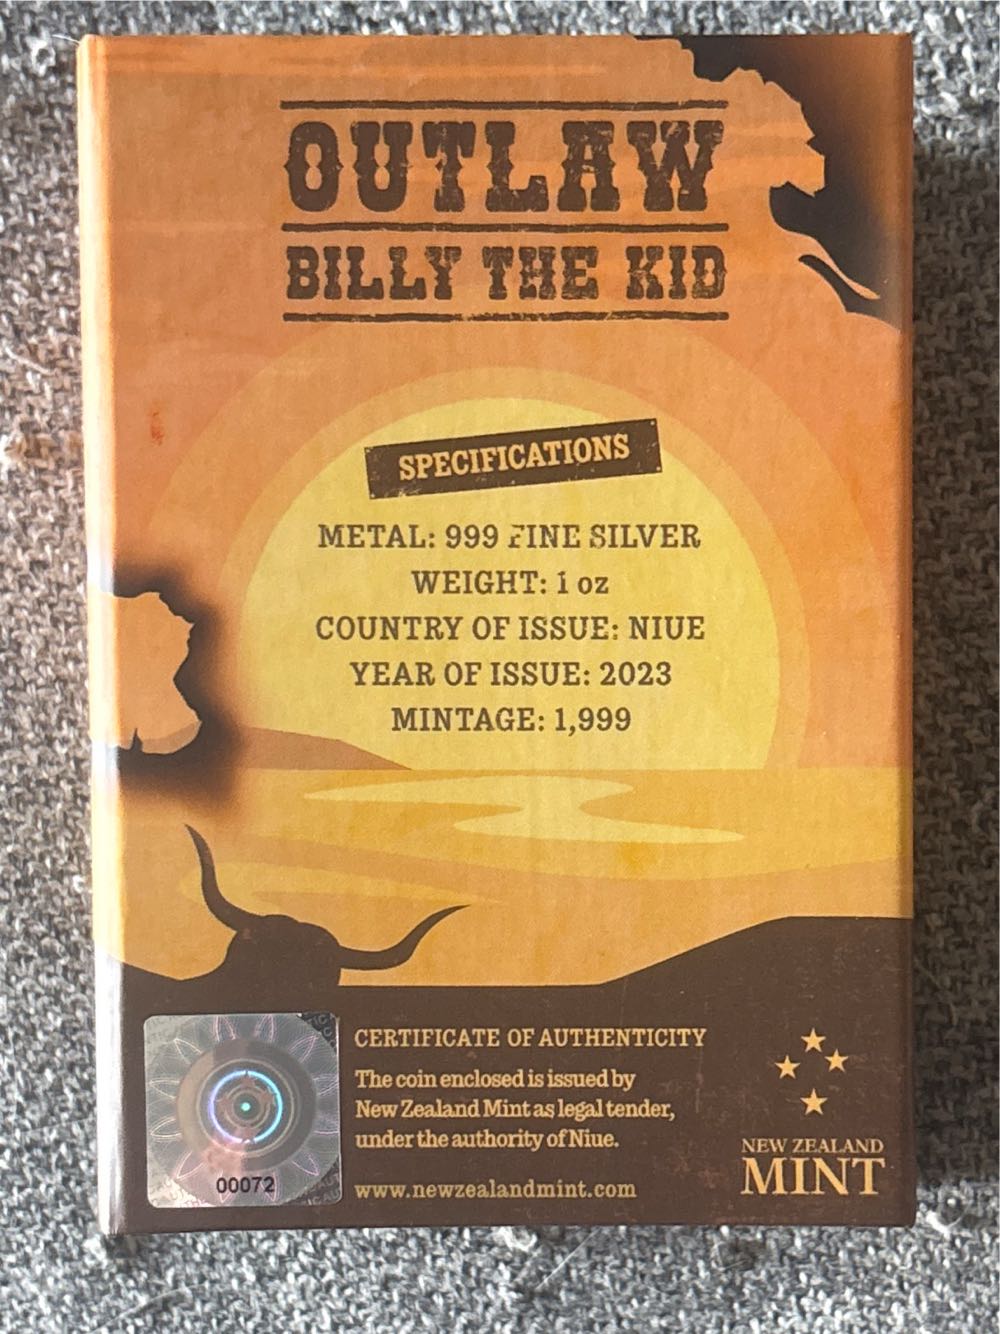 OUTLAW
BILLY THE KID
SPECIFICATIONS
METAL: 999 FINE SILVER
WEIGHT: 1 oz
COUNTRY OF ISSUE: NIUE
YEAR OF ISSUE: 2023
MINTAGE: 1,999
CERTIFICATE OF AUTHENTICITY
The coin enclosed is issued by
New Zealand Mint as legal tender,
under the authority of Niue.
www.newzealandmint.com
NEW ZEALAND
MINT
00072